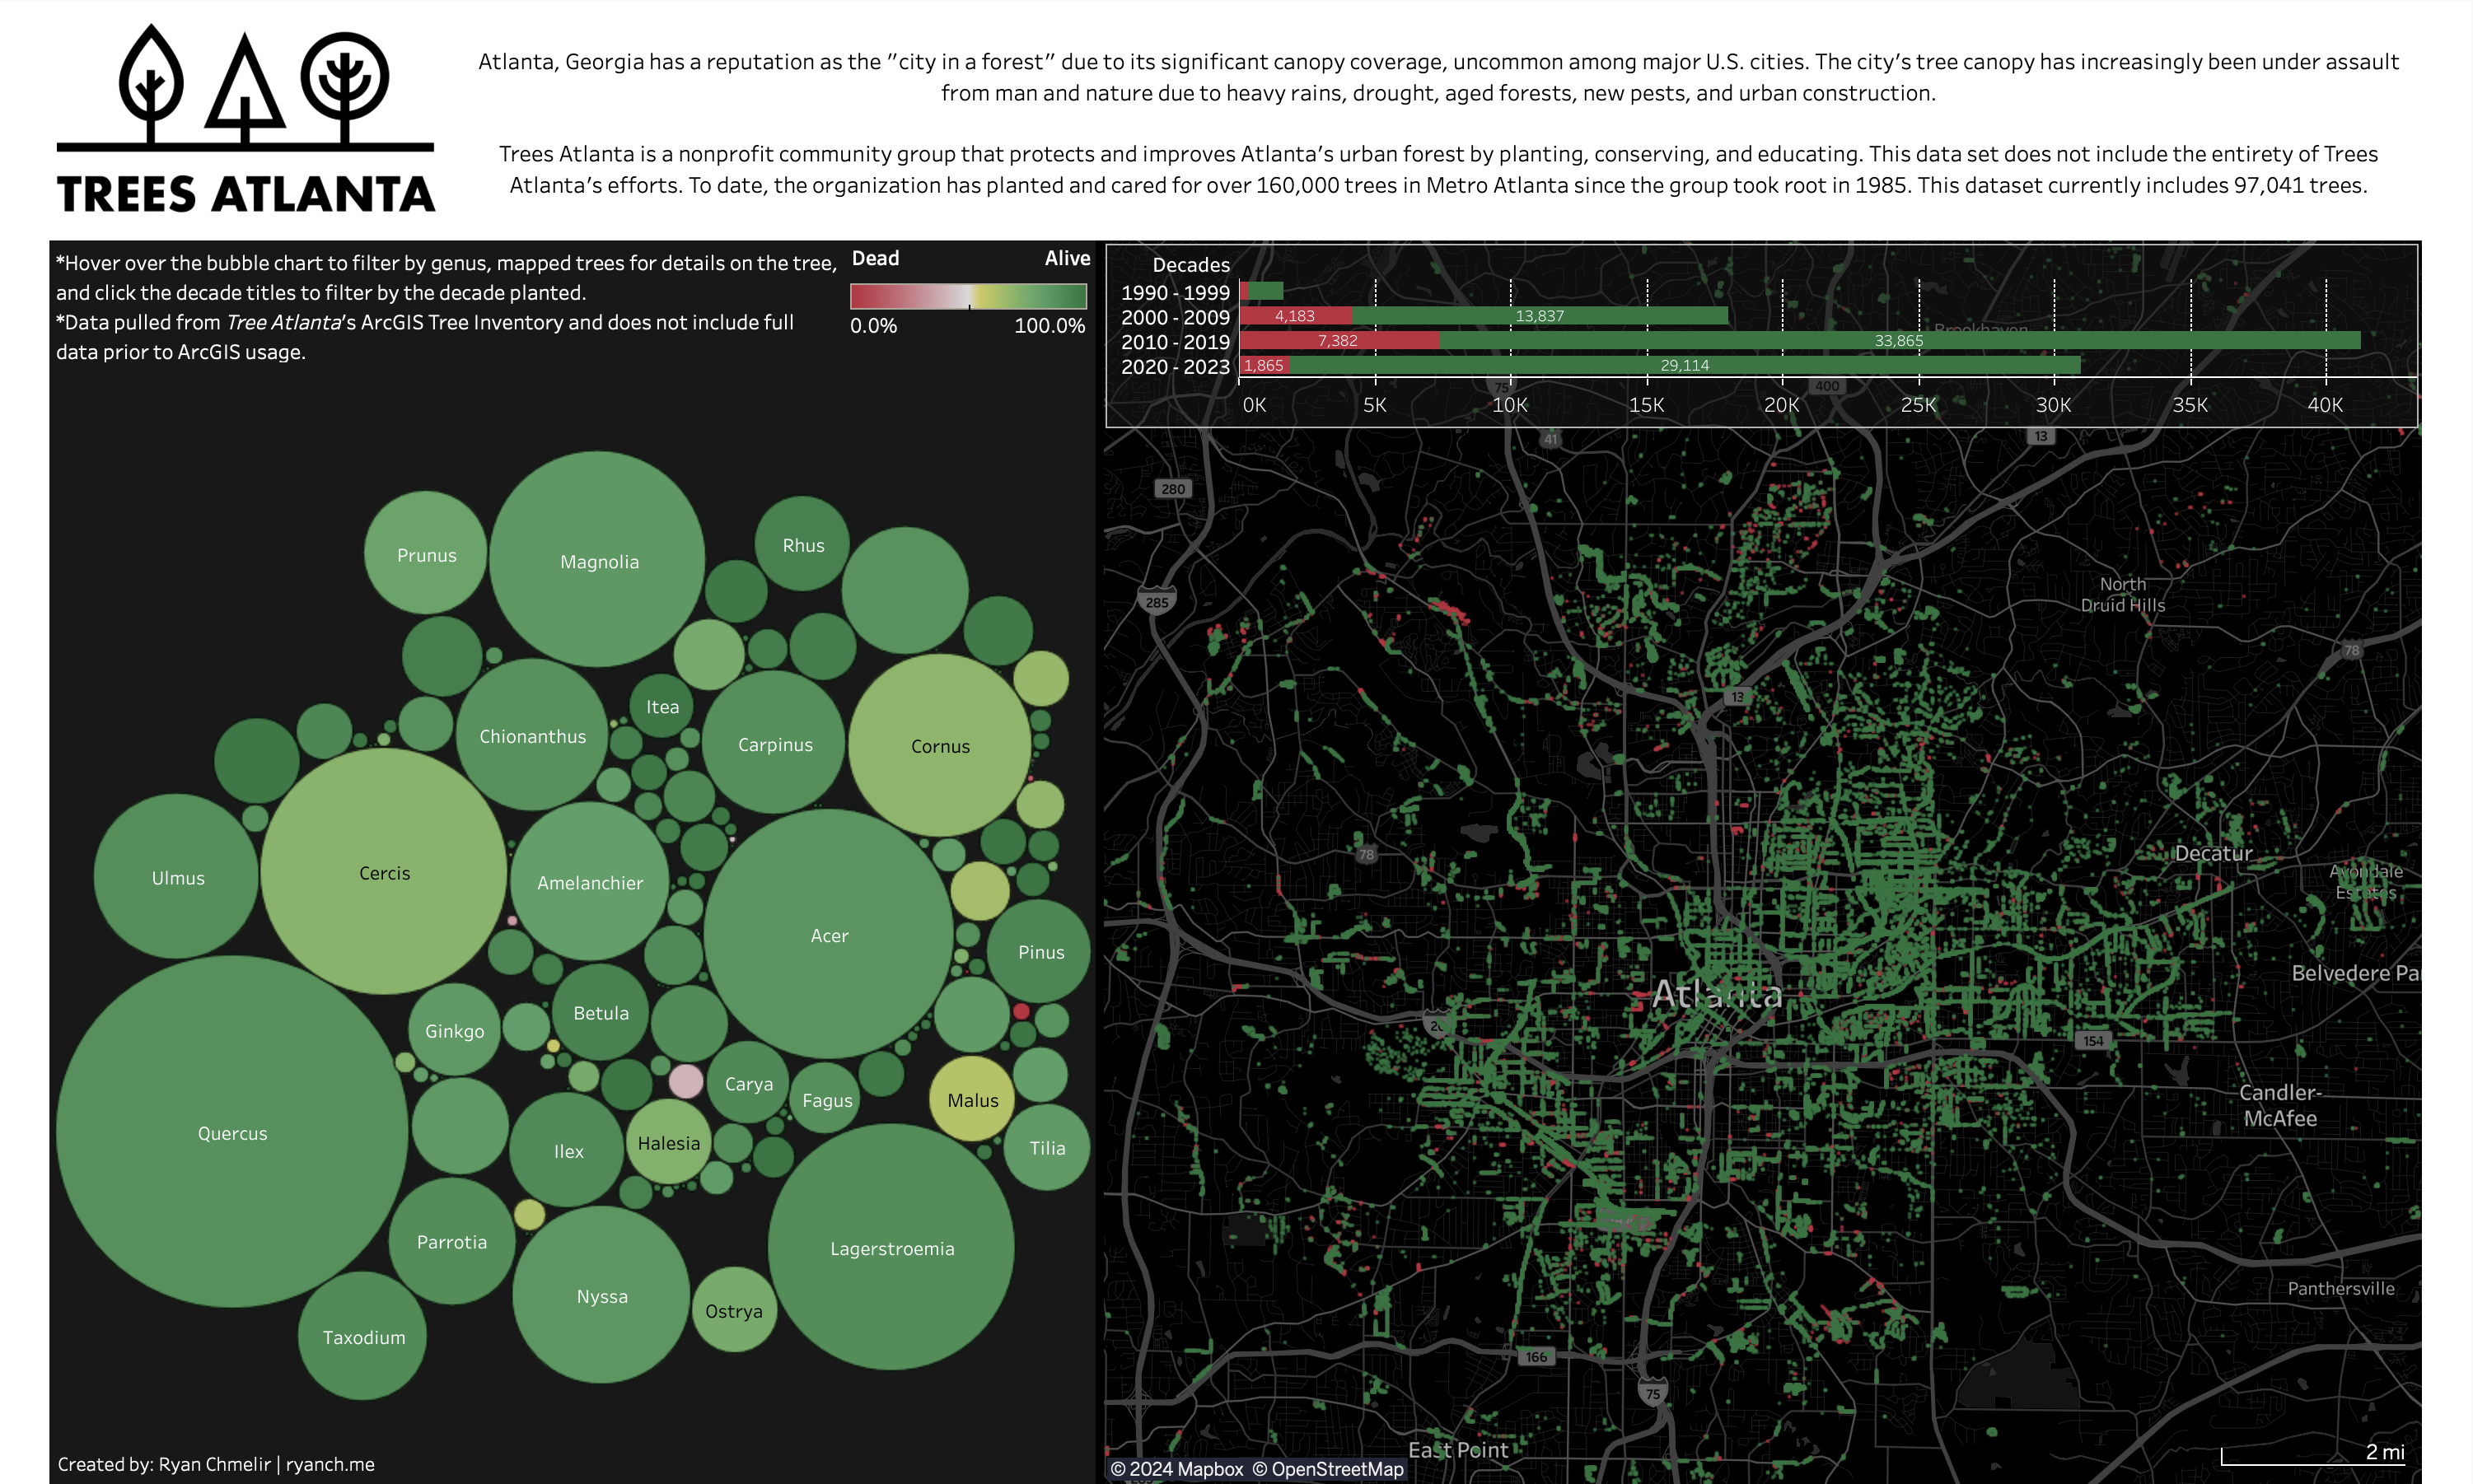 TREES ATLANTA
Atlanta, Georgia has a reputation as the "city in a forest" due to its significant canopy coverage, uncommon among major U.S. cities. The city's tree canopy has increasingly been under assault
from man and nature due to heavy rains, drought, aged forests, new pests, and urban construction.
Trees Atlanta is a nonprofit community group that protects and improves Atlanta's urban forest by planting, conserving, and educating. This data set does not include the entirety of Trees
Atlanta's efforts. To date, the organization has planted and cared for over 160,000 trees in Metro Atlanta since the group took root in 1985. This dataset currently includes 97,041 trees.
*Hover over the bubble chart to filter by genus, mapped trees for details on the tree,
and click the decade titles to filter by the decade planted.
*Data pulled from Tree Atlanta's ArcGIS Tree Inventory and does not include full
data prior to ArcGIS usage.
Dead Alive
0.0% 100.0%
Prunus
Magnolia
Rhus
Itea
Chionanthus
Carpinus
Cornus
Ulmus
Cercis
Amelanchier
Acer
Pinus
Betula
Ginkgo
Quercus
Carya
Fagus
Malus
Halesia
Ilex
Tilia
Parrotia
Lagerstroemia
Nyssa
Ostrya
Taxodium
Created by: Ryan Chmelir | ryanch.me
Decades
1990 - 1999
2000 - 2009 4,183 13,837
2010 - 2019 7,382 33,865
2020 - 2023 1,865 29,114
0K 5K 10K 15K 20K 25K 30K 35K 40K
Brookhaven
75
400
41
13
280
285
North
Druid Hills
78
13
78
Decatur
Avondale
Estates
Belvedere Pa
Atlanta
20
154
Candler-
McAfee
Panthersville
166
75
East Point
2 mi
© 2024 Mapbox © OpenStreetMap